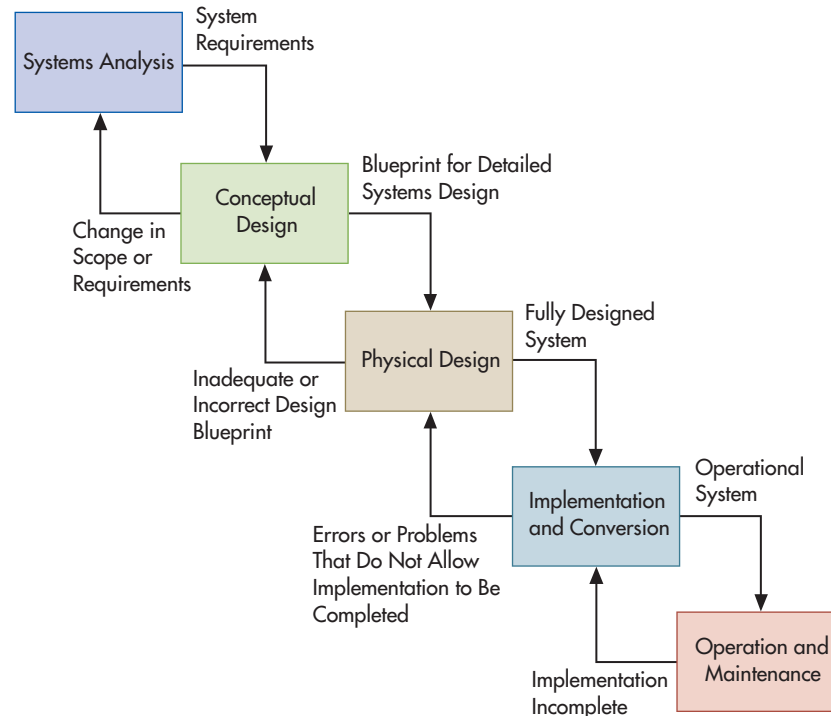 System
Requirements
Systems Analysis
Blueprint for Detailed
Systems Design
Conceptual
Design
Change in
Scope or
Requirements
Fully Designed
System
Physical Design
Inadequate or
Incorrect Design
Blueprint
Operational
System
Implementation
and Conversion
Errors or Problems
That Do Not Allow
Implementation to Be
Completed
Operation and
Maintenance
Implementation
Incomplete